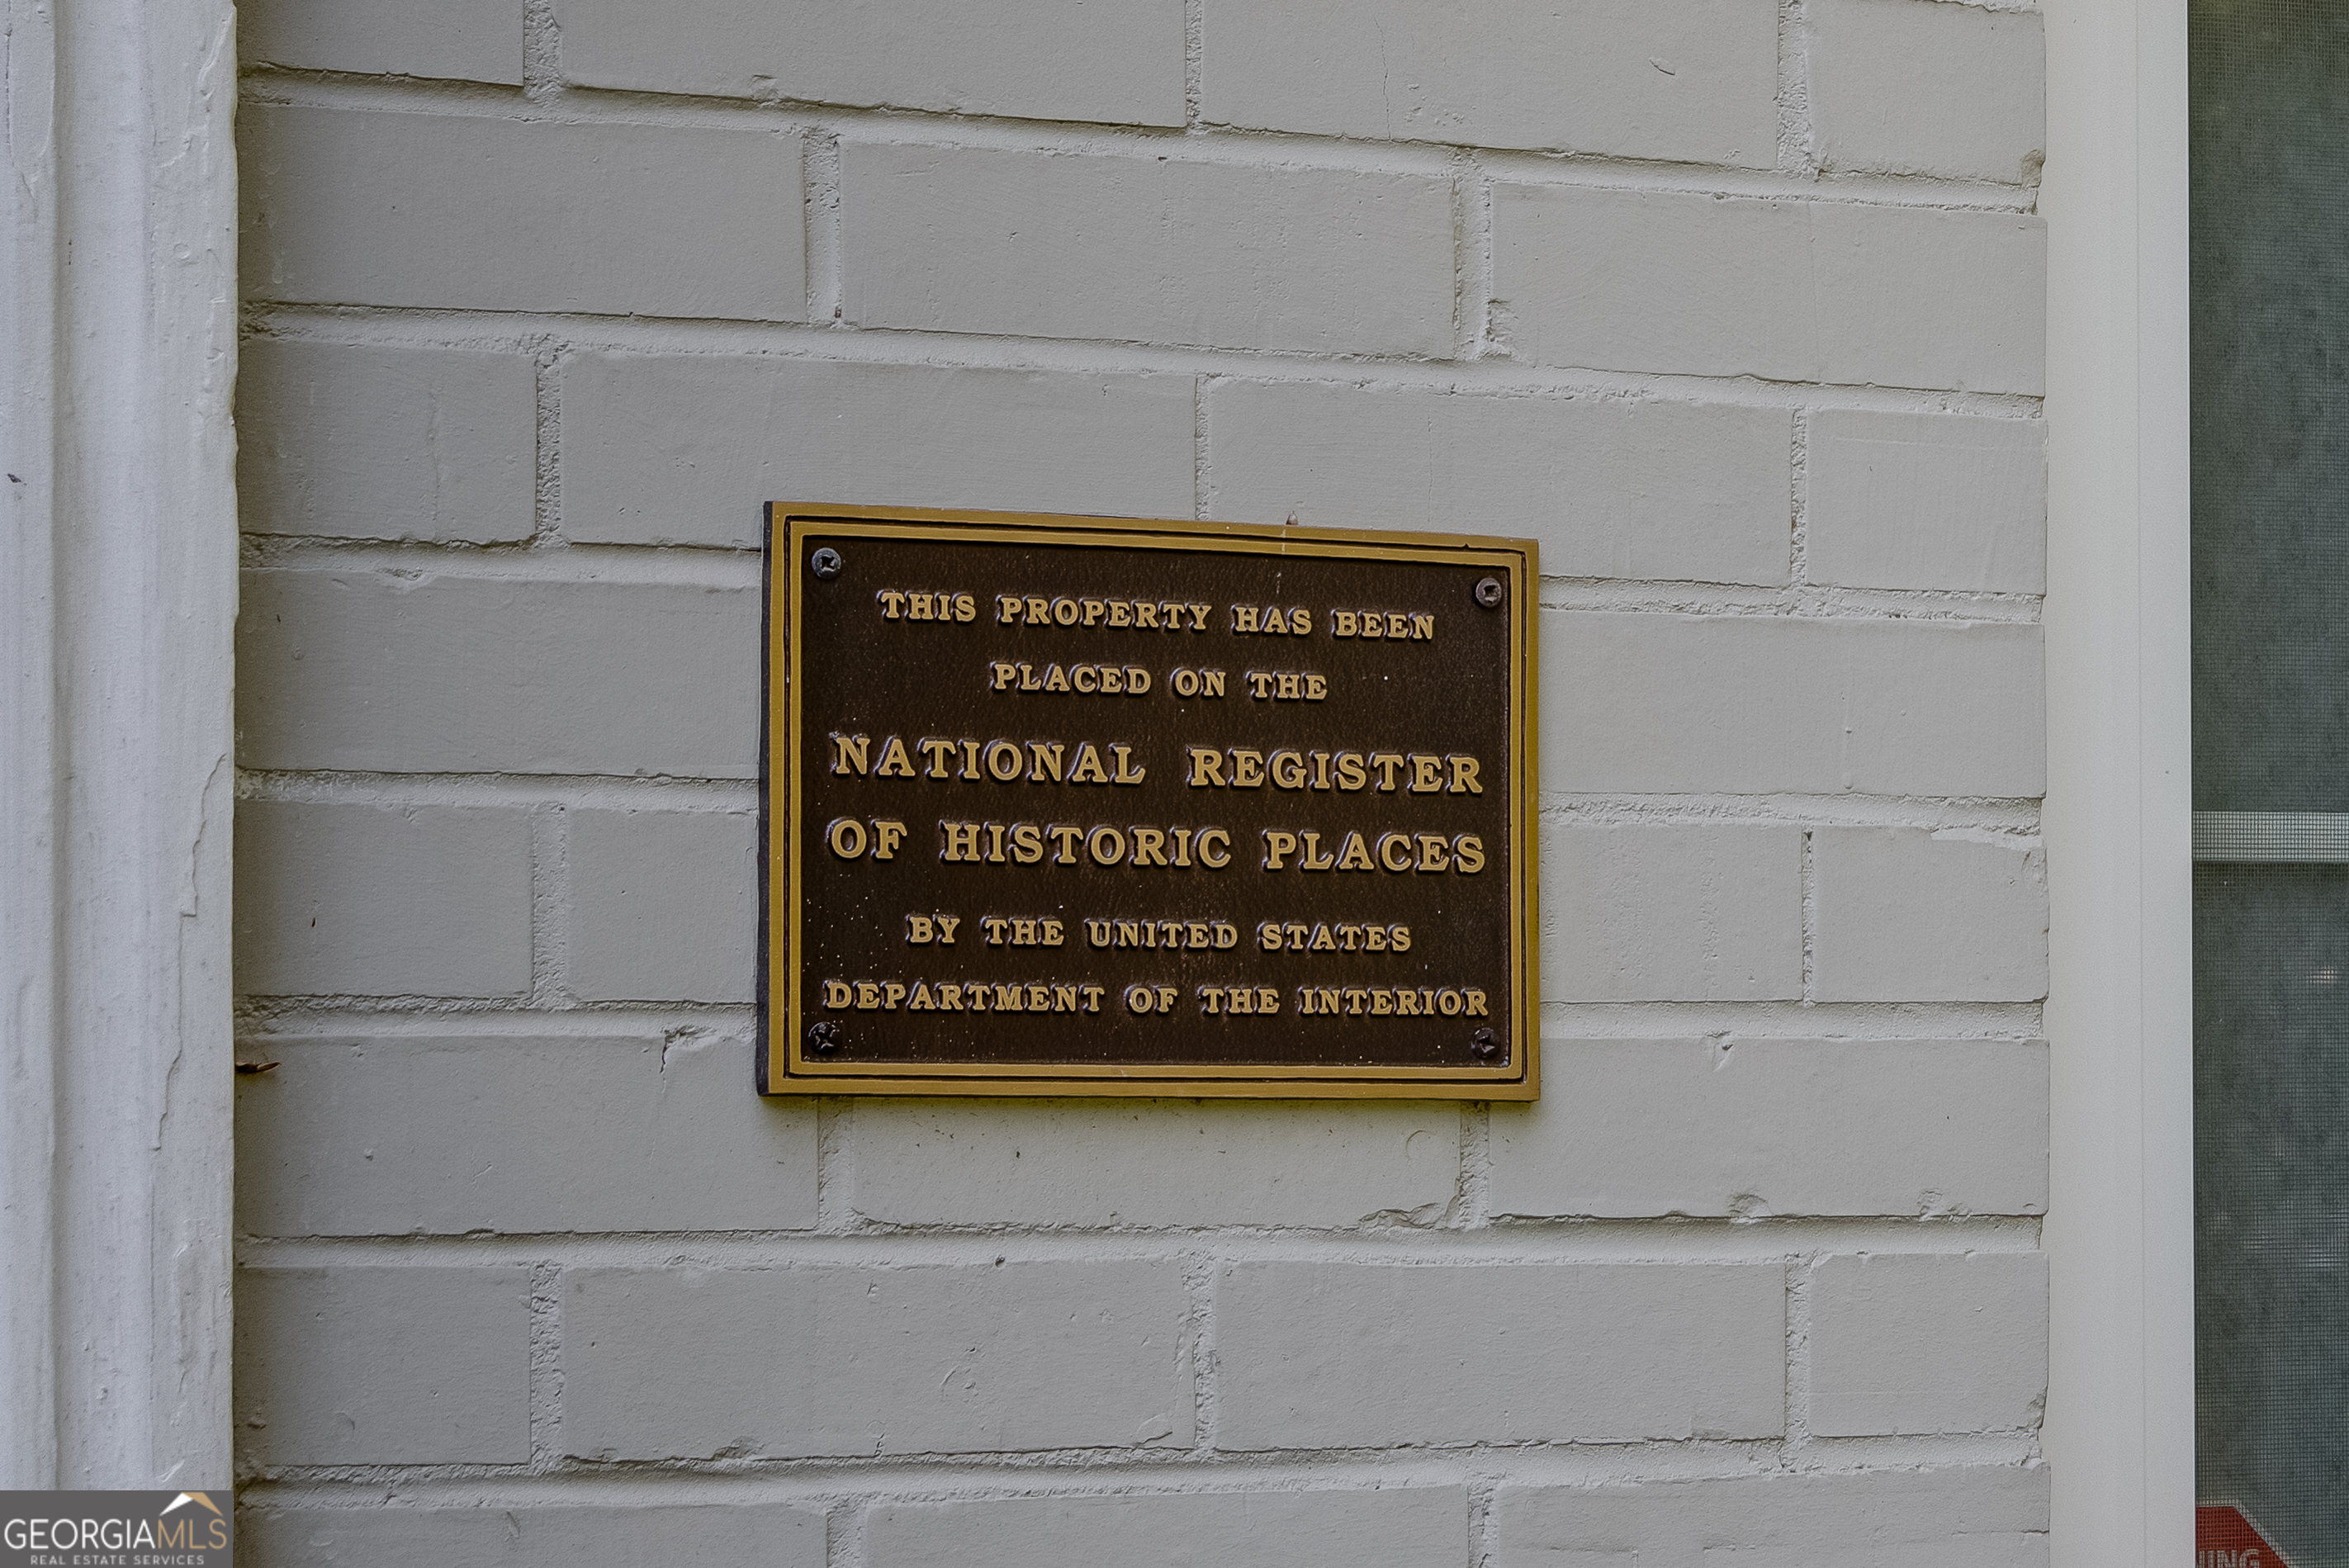 THIS PROPERTY HAS BEEN
PLACED ON THE
NATIONAL REGISTER
OF HISTORIC PLACES
BY THE UNITED STATES
DEPARTMENT OF THE INTERIOR
GEORGIAMLS
REAL ESTATE SERVICES